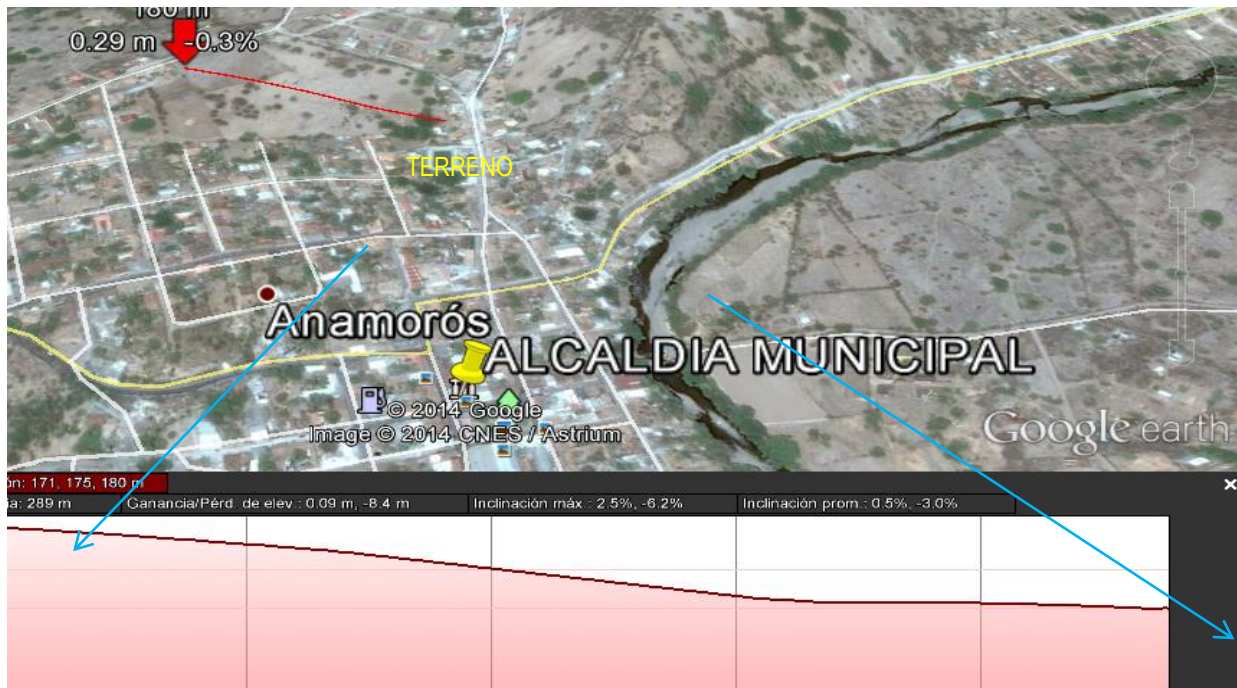 180 m
0.29 m -0.3%
TERRENO
Anamorós
ALCALDIA MUNICIPAL
© 2014 Google
Image © 2014 CNES / Astrium
Google earth
ón: 171, 175, 180 m
ia: 289 m Ganancia/Pérd. de elev.: 0.09 m, -8.4 m Inclinación máx.: 2.5%, -6.2% Inclinación prom.: 0.5%, -3.0%